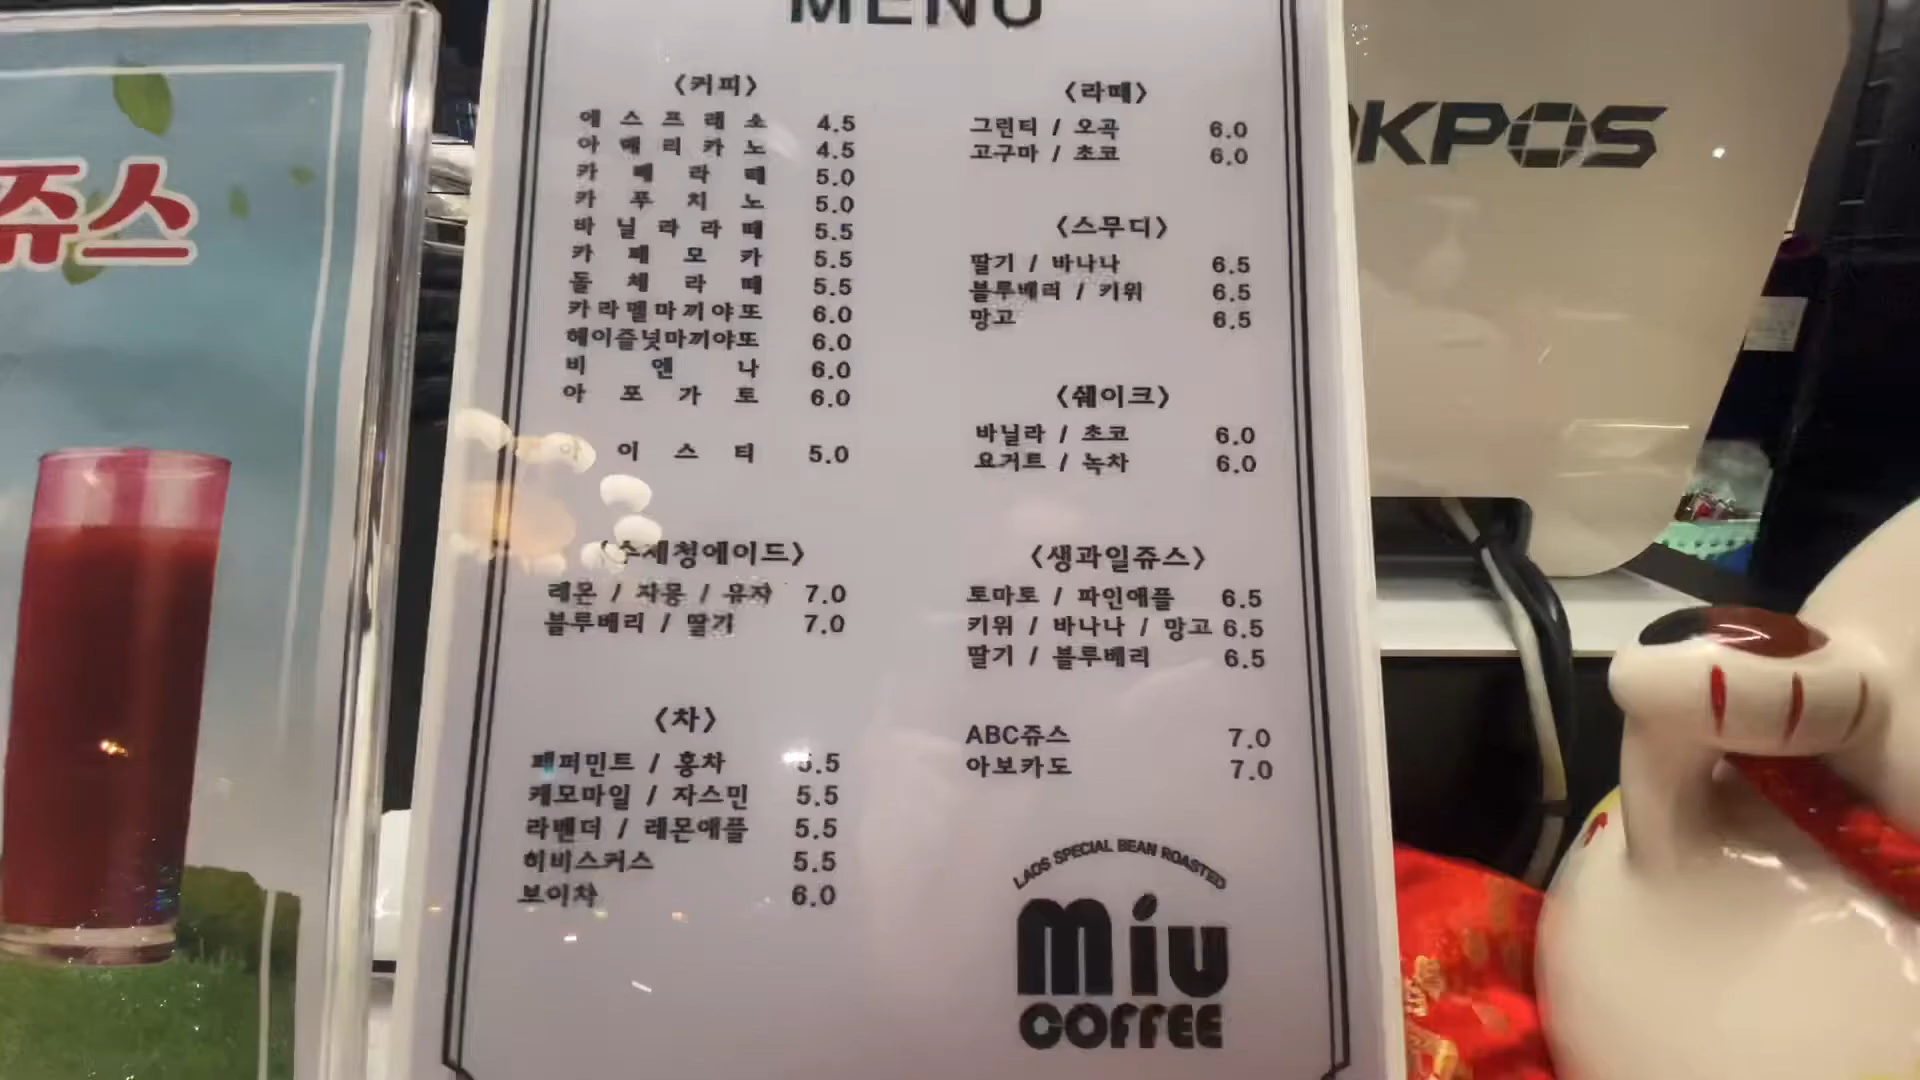 쥬스
MENU
<커피>
에스프레소 4.5
아메리카노 4.5
카페라떼 5.0
카푸치노 5.0
바닐라라떼 5.5
카페모카 5.5
돌체라떼 5.5
카라멜마끼야또 6.0
헤이즐넛마끼야또 6.0
비엔나 6.0
아포가토 6.0
아이스티 5.0
<수제청에이드>
레몬 / 자몽 / 유자 7.0
블루베리 / 딸기 7.0
<차>
페퍼민트 / 홍차 5.5
캐모마일 / 자스민 5.5
라벤더 / 레몬애플 5.5
히비스커스 5.5
보이차 6.0
<라떼>
그린티 / 오곡 6.0
고구마 / 초코 6.0
<스무디>
딸기 / 바나나 6.5
블루베리 / 키위 6.5
망고 6.5
<쉐이크>
바닐라 / 초코 6.0
요거트 / 녹차 6.0
<생과일쥬스>
토마토 / 파인애플 6.5
키위 / 바나나 / 망고 6.5
딸기 / 블루베리 6.5
ABC쥬스 7.0
아보카도 7.0
LAOS SPECIAL BEAN ROASTED
miu
COFFEE
OKPOS